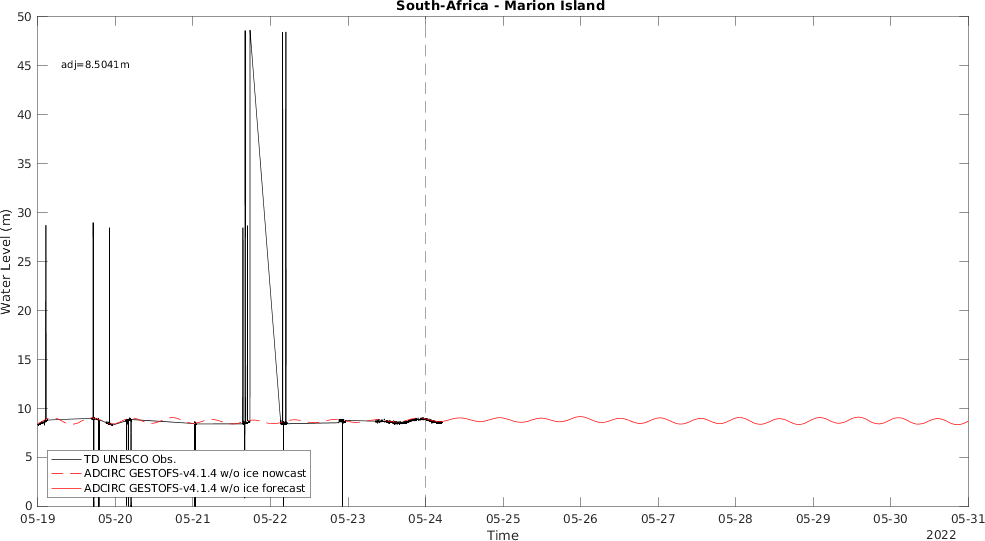 South-Africa - Marion Island
50
45
40
35
30
25
20
15
10
5
0
Water Level (m)
adj=8.5041m
TD UNESCO Obs.
ADCIRC GESTOFS-v4.1.4 w/o ice nowcast
ADCIRC GESTOFS-v4.1.4 w/o ice forecast
05-19 05-20 05-21 05-22 05-23 05-24 05-25 05-26 05-27 05-28 05-29 05-30 05-31
Time
2022